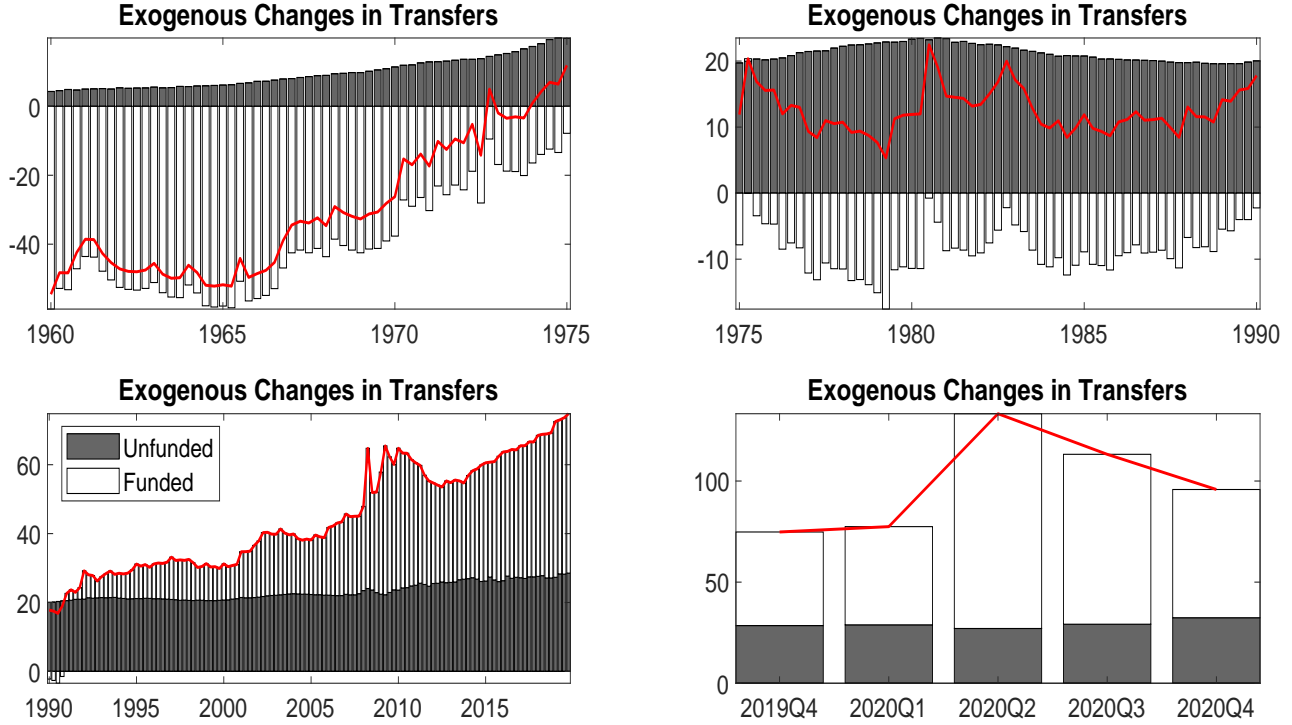 Exogenous Changes in Transfers
0
-20
-40
1960
1965
1970
1975
Exogenous Changes in Transfers
20
10
0
-10
1975
1980
1985
1990
Exogenous Changes in Transfers
Unfunded
Funded
60
40
20
0
1990
1995
2000
2005
2010
2015
Exogenous Changes in Transfers
100
50
0
2019Q4
2020Q1
2020Q2
2020Q3
2020Q4